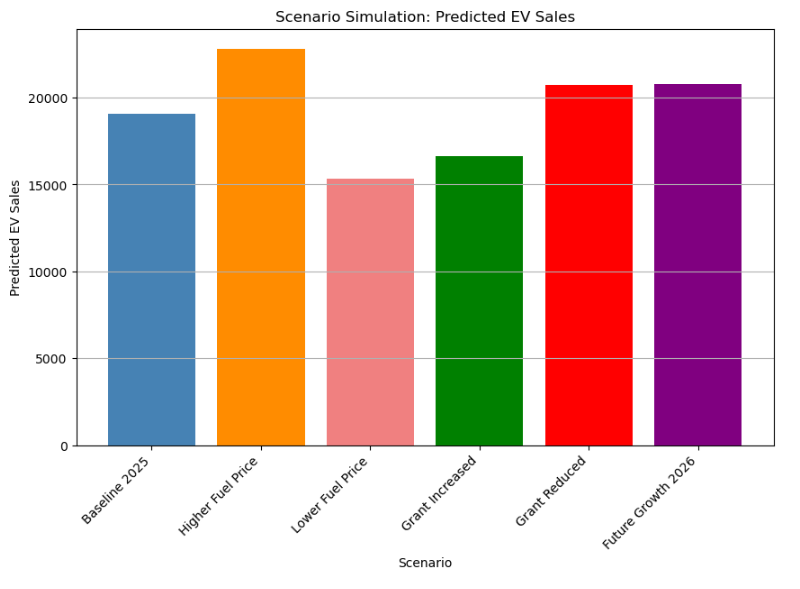 Scenario Simulation: Predicted EV Sales
Predicted EV Sales
20000
15000
10000
5000
0
Baseline 2025
Higher Fuel Price
Lower Fuel Price
Grant Increased
Grant Reduced
Future Growth 2026
Scenario